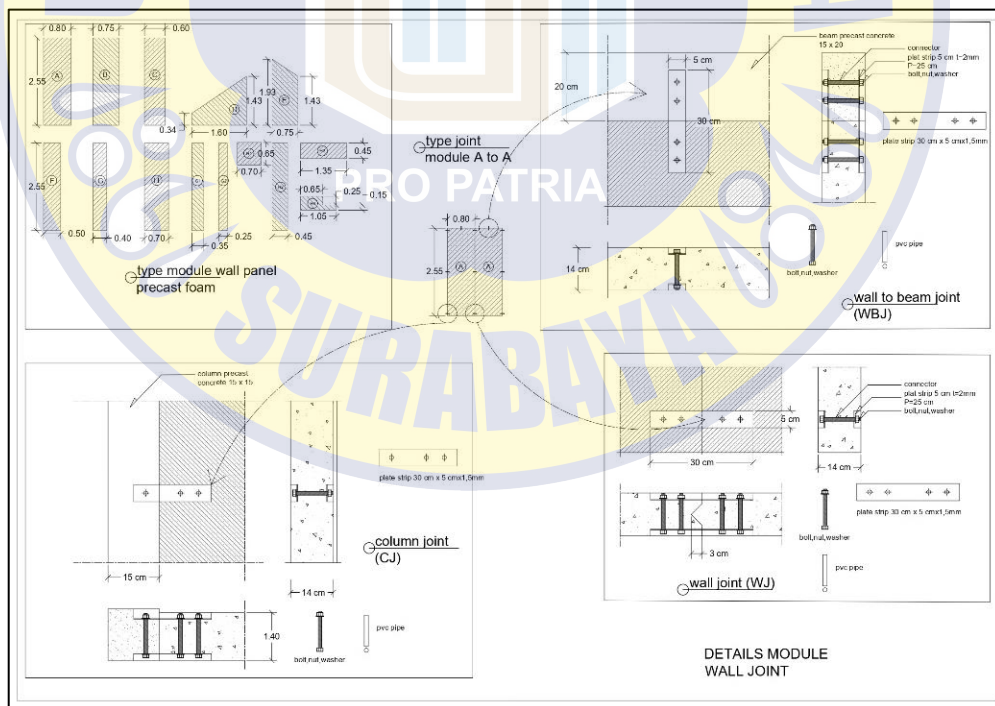 0.80
0.75
0.60
2.55
A
B
C
1.93
1.43
1.43
0.34
1.60
0.75
E
2.55
F
G
H
0.65
0.70
0.45
1.35
0.65
0.25
0.15
1.05
0.50
0.40
0.70
0.25
0.35
0.45
type module wall panel
precast foam
type joint
module A to A
PRO PATRIA
SURABAYA
0.80
2.55
A
A
5 cm
20 cm
30 cm
beam precast concrete
15 x 20
connector
plat strip 5 cm t=2mm
P=25 cm
bolt,nut,washer
plate strip 30 cm x 5 cmx1,5mm
14 cm
bolt,nut,washer
pvc pipe
wall to beam joint
(WBJ)
column precast
concrete 15 x 15
plate strip 30 cm x 5 cmx1,5mm
15 cm
14 cm
column joint
(CJ)
1.40
bolt,nut,washer
pvc pipe
5 cm
30 cm
connector
plat strip 5 cm t=2mm
P=25 cm
bolt,nut,washer
14 cm
plate strip 30 cm x 5 cmx1,5mm
bolt,nut,washer
3 cm
pvc pipe
wall joint (WJ)
DETAILS MODULE
WALL JOINT